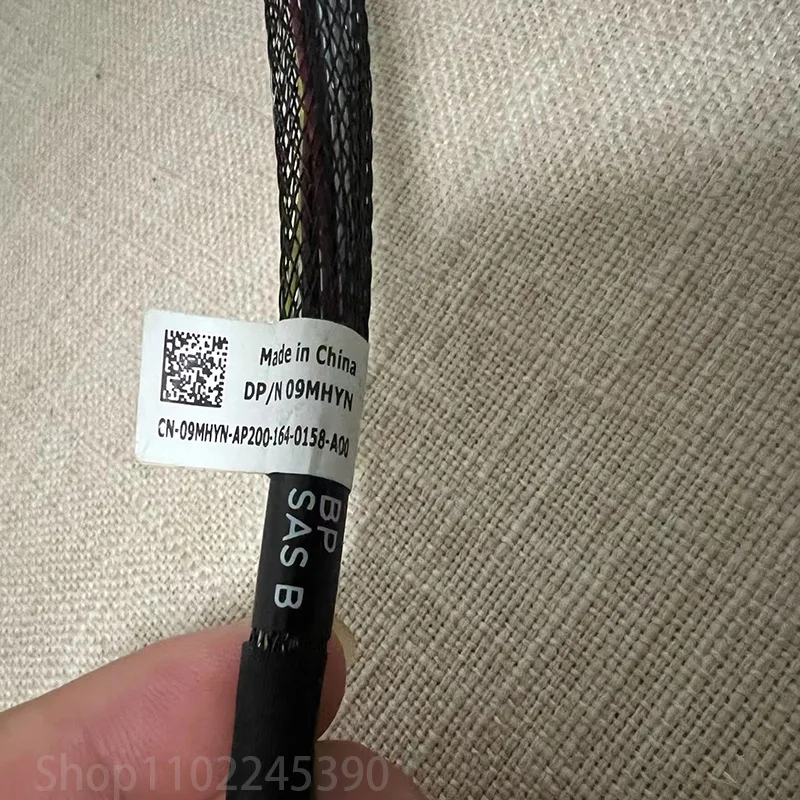 Made in China
DP/N 09MHYN
CN-09MHYN-AP200-164-0158-A00
BP
SAS B
Shop1102245390